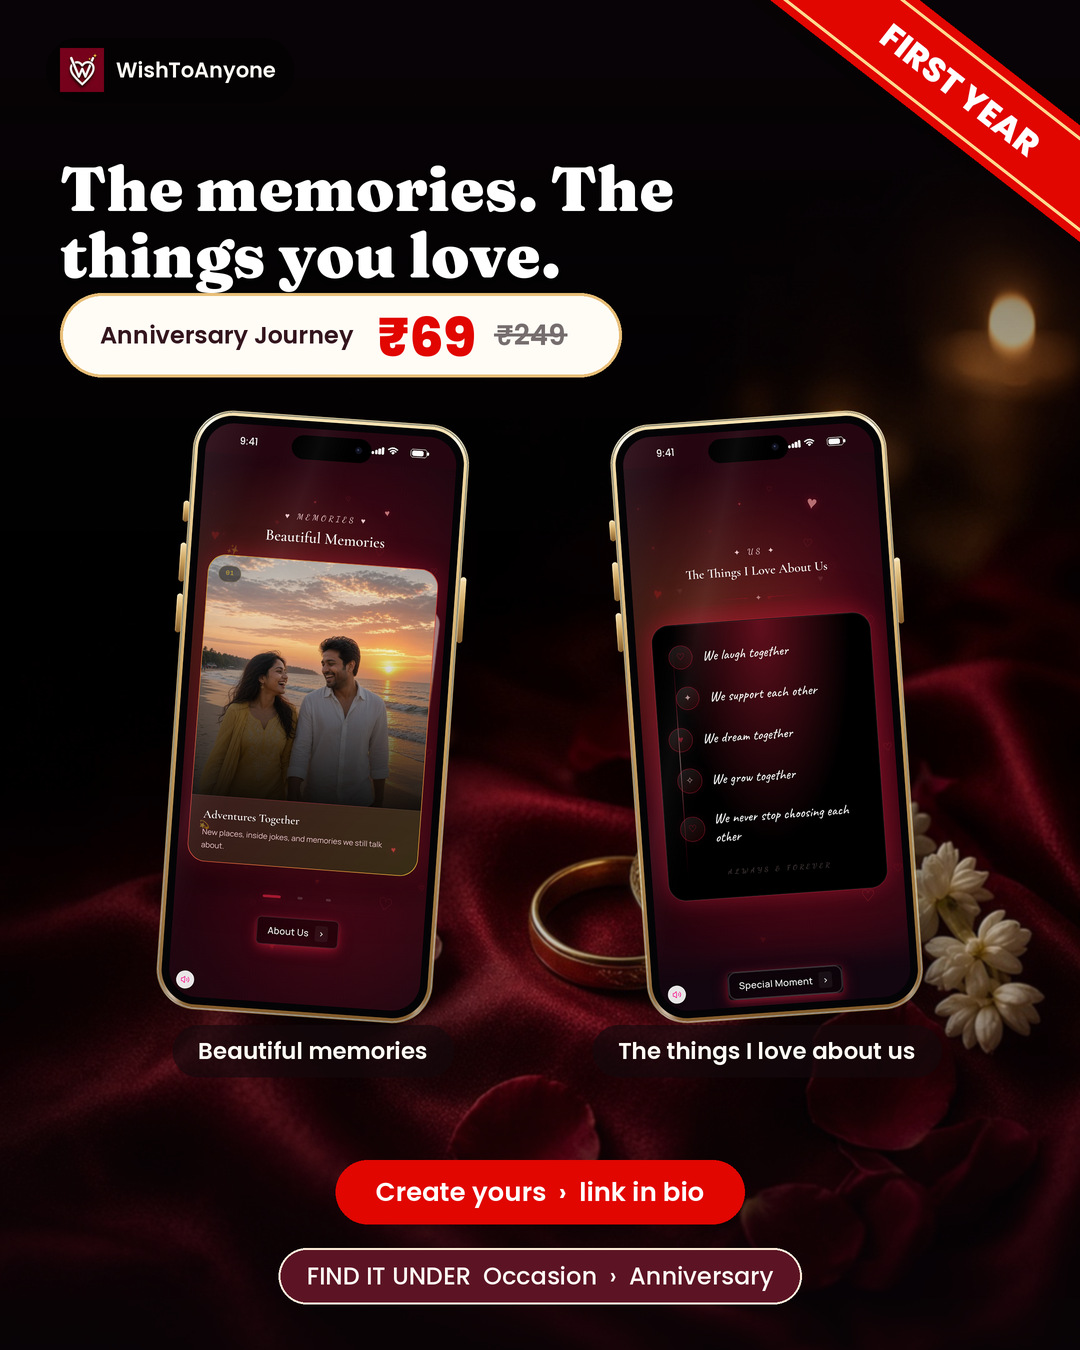 WishToAnyone
FIRST YEAR
The memories. The
things you love.
Anniversary Journey ₹69 ₹249
9:41
♥ MEMORIES ♥
Beautiful Memories
01
Adventures Together
New places, inside jokes, and memories we still talk
about.
About Us ›
9:41
✦ US ✦
The Things I Love About Us
We laugh together
We support each other
We dream together
We grow together
We never stop choosing each
other
ALWAYS & FOREVER
Special Moment ›
Beautiful memories
The things I love about us
Create yours › link in bio
FIND IT UNDER Occasion › Anniversary